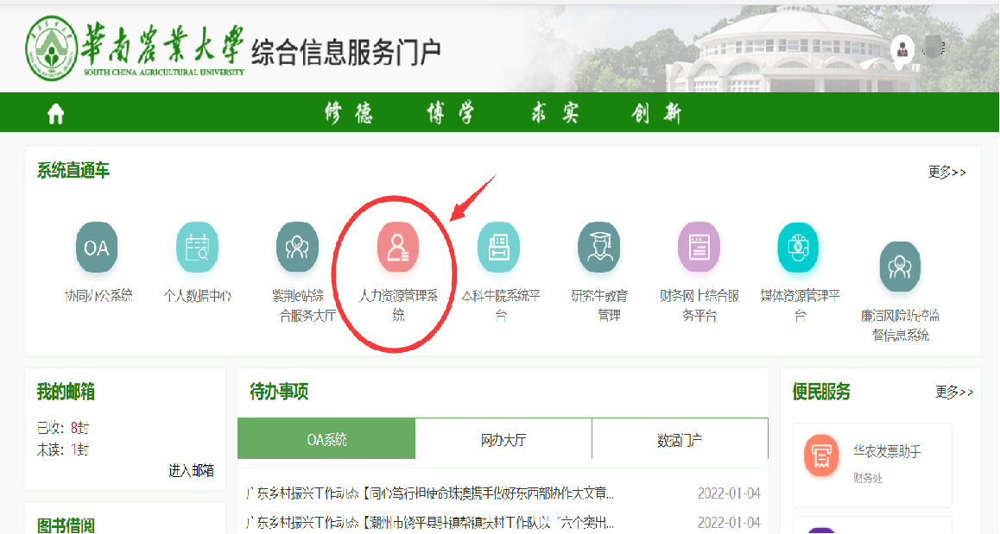 華南農業大學
SOUTH CHINA AGRICULTURAL UNIVERSITY
综合信息服务门户
修德 博学 求实 创新
系统直通车
更多>>
OA
协同办公系统
个人数据中心
紫荆e站综
合服务大厅
人力资源管理系
统
本科生院系统平
台
研究生教育
管理
财务网上综合服
务平台
媒体资源管理平
台
廉洁风险防控监
督信息系统
我的邮箱
已收：8封
未读：1封
进入邮箱
图书借阅
待办事项
OA系统
网办大厅
数据门户
广东乡村振兴工作动态【同心笃行担使命珠澳携手做好东西部协作大文章...
2022-01-04
广东乡村振兴工作动态【潮州市饶平县驻镇帮镇扶村工作队以“六个突出...
2022-01-04
便民服务
更多>>
华农发票助手
财务处